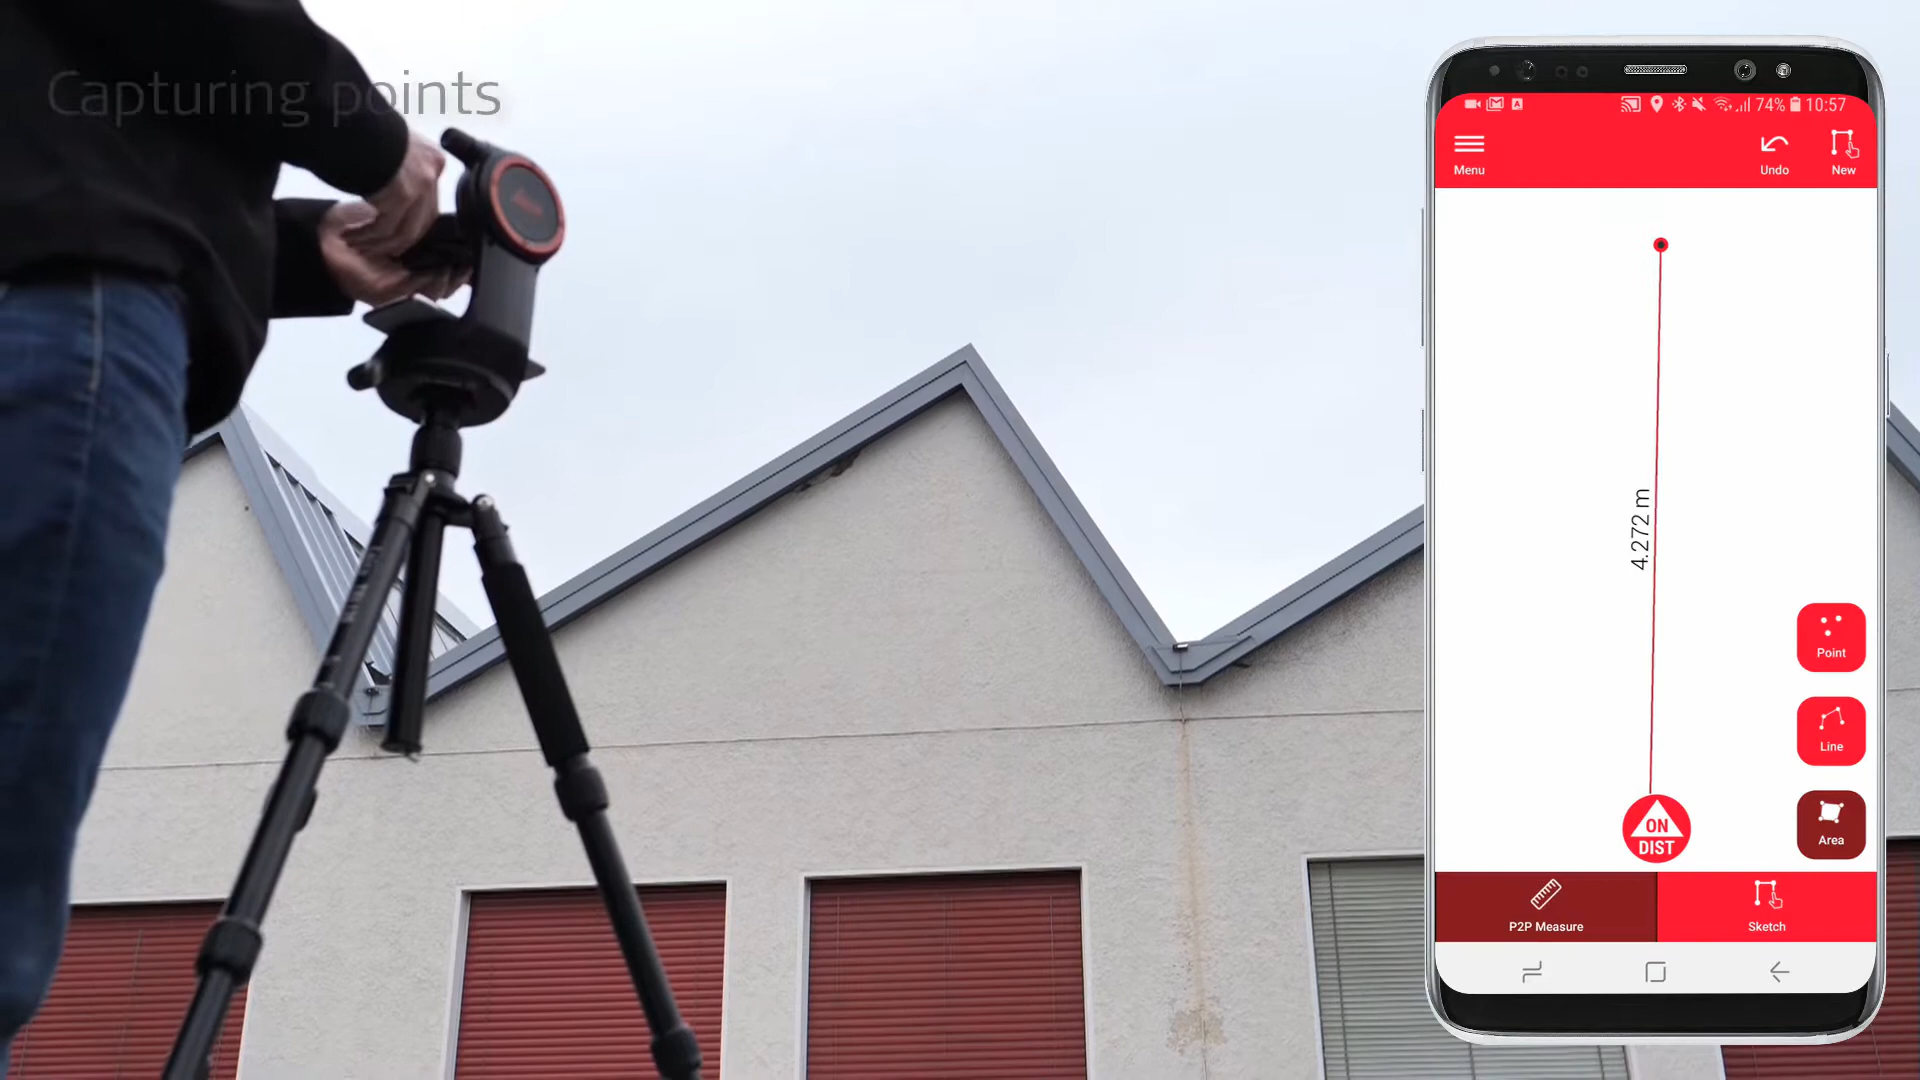 Capturing points
74% 10:57
Menu
Undo
New
4.272 m
Point
Line
ON
DIST
Area
P2P Measure
Sketch